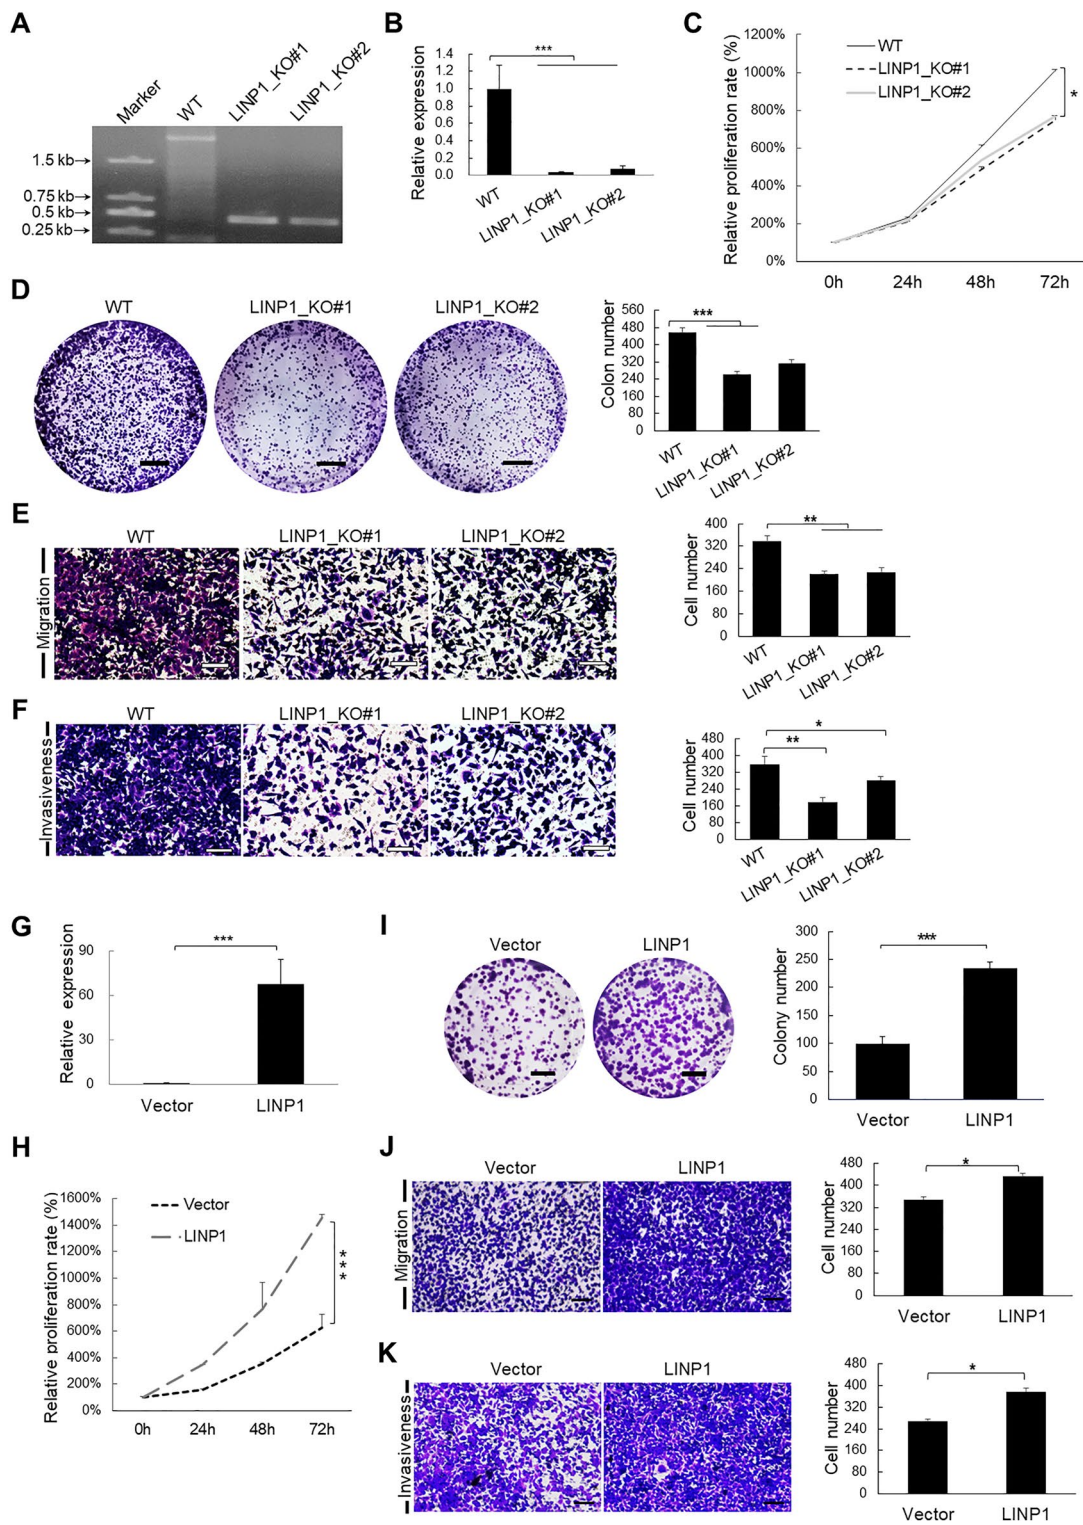 A
Marker
WT
LINP1_KO#1
LINP1_KO#2
1.5 kb→
0.75 kb→
0.5 kb→
0.25 kb→
B
Relative expression
1.4
1.2
1.0
0.8
0.6
0.4
0.2
0.0
***
WT
LINP1_KO#1
LINP1_KO#2
C
Relative proliferation rate (%)
1200%
1000%
800%
600%
400%
200%
0%
WT
LINP1_KO#1
LINP1_KO#2
*
0h 24h 48h 72h
D
WT
LINP1_KO#1
LINP1_KO#2
Colon number
560
480
400
320
240
160
80
0
***
WT
LINP1_KO#1
LINP1_KO#2
E
Migration
WT
LINP1_KO#1
LINP1_KO#2
Cell number
400
320
240
160
80
0
**
WT
LINP1_KO#1
LINP1_KO#2
F
Invasiveness
WT
LINP1_KO#1
LINP1_KO#2
Cell number
480
400
320
240
160
80
0
*
**
WT
LINP1_KO#1
LINP1_KO#2
G
Relative expression
90
60
30
0
***
Vector LINP1
I
Vector
LINP1
Colony number
300
250
200
150
100
50
0
***
Vector LINP1
H
Relative proliferation rate (%)
1600%
1400%
1200%
1000%
800%
600%
400%
200%
0%
Vector
LINP1
***
0h 24h 48h 72h
J
Migration
Vector
LINP1
Cell number
480
400
320
240
160
80
0
*
Vector LINP1
K
Invasiveness
Vector
LINP1
Cell number
480
400
320
240
160
80
0
*
Vector LINP1